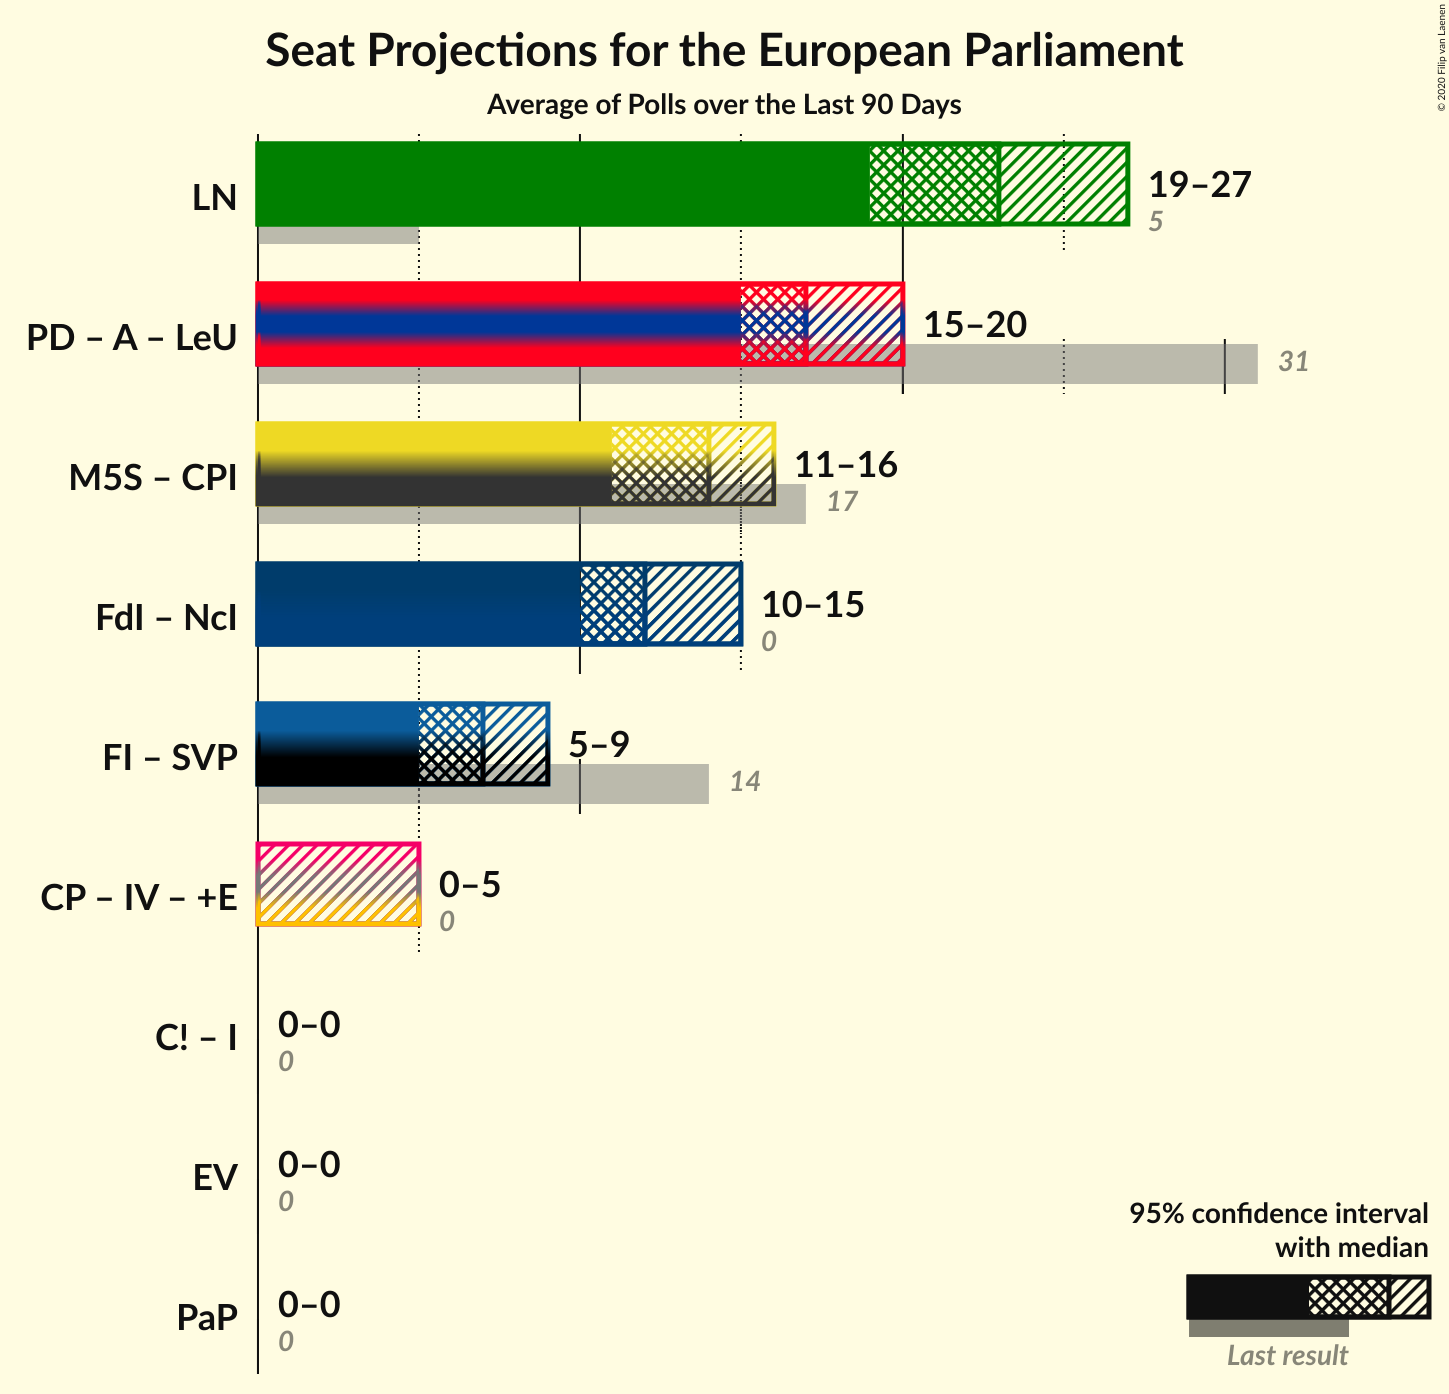 Seat Projections for the European Parliament
Average of Polls over the Last 90 Days
© 2020 Filip van Laenen
LN
19–27
5
PD – A – LeU
15–20
31
M5S – CPI
11–16
17
FdI – NcI
10–15
0
FI – SVP
5–9
14
CP – IV – +E
0–5
0
C! – I
0–0
0
EV
0–0
0
PaP
0–0
0
95% confidence interval
with median
Last result